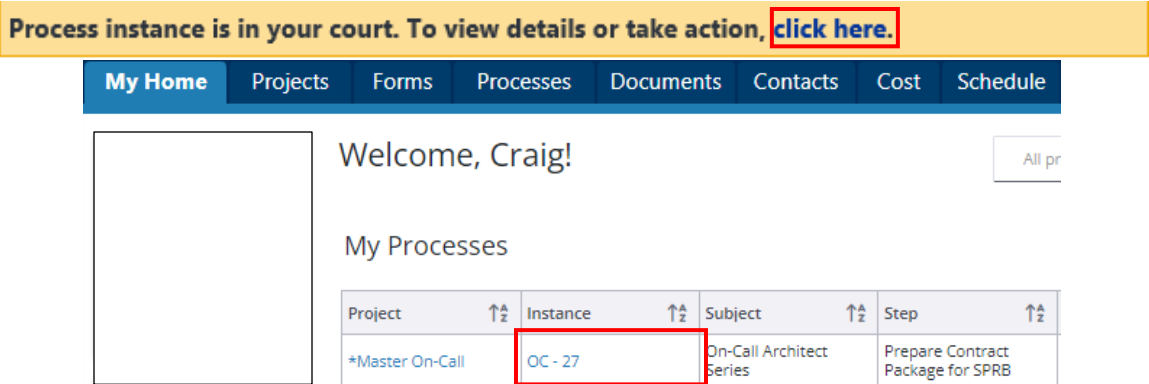 Process instance is in your court. To view details or take action, click here.
My Home Projects Forms Processes Documents Contacts Cost Schedule
Welcome, Craig!
All pr
My Processes
Project Instance Subject Step
*Master On-Call OC - 27 On-Call Architect Prepare Contract
Series Package for SPRB